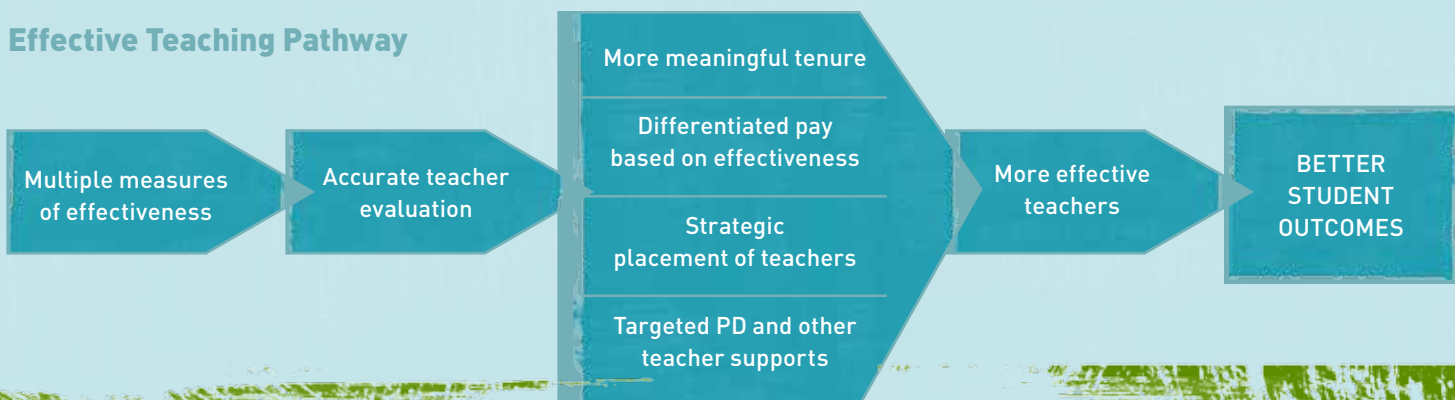 Effective Teaching Pathway
Multiple measures
of effectiveness
Accurate teacher
evaluation
More meaningful tenure
Differentiated pay
based on effectiveness
Strategic
placement of teachers
Targeted PD and other
teacher supports
More effective
teachers
BETTER
STUDENT
OUTCOMES